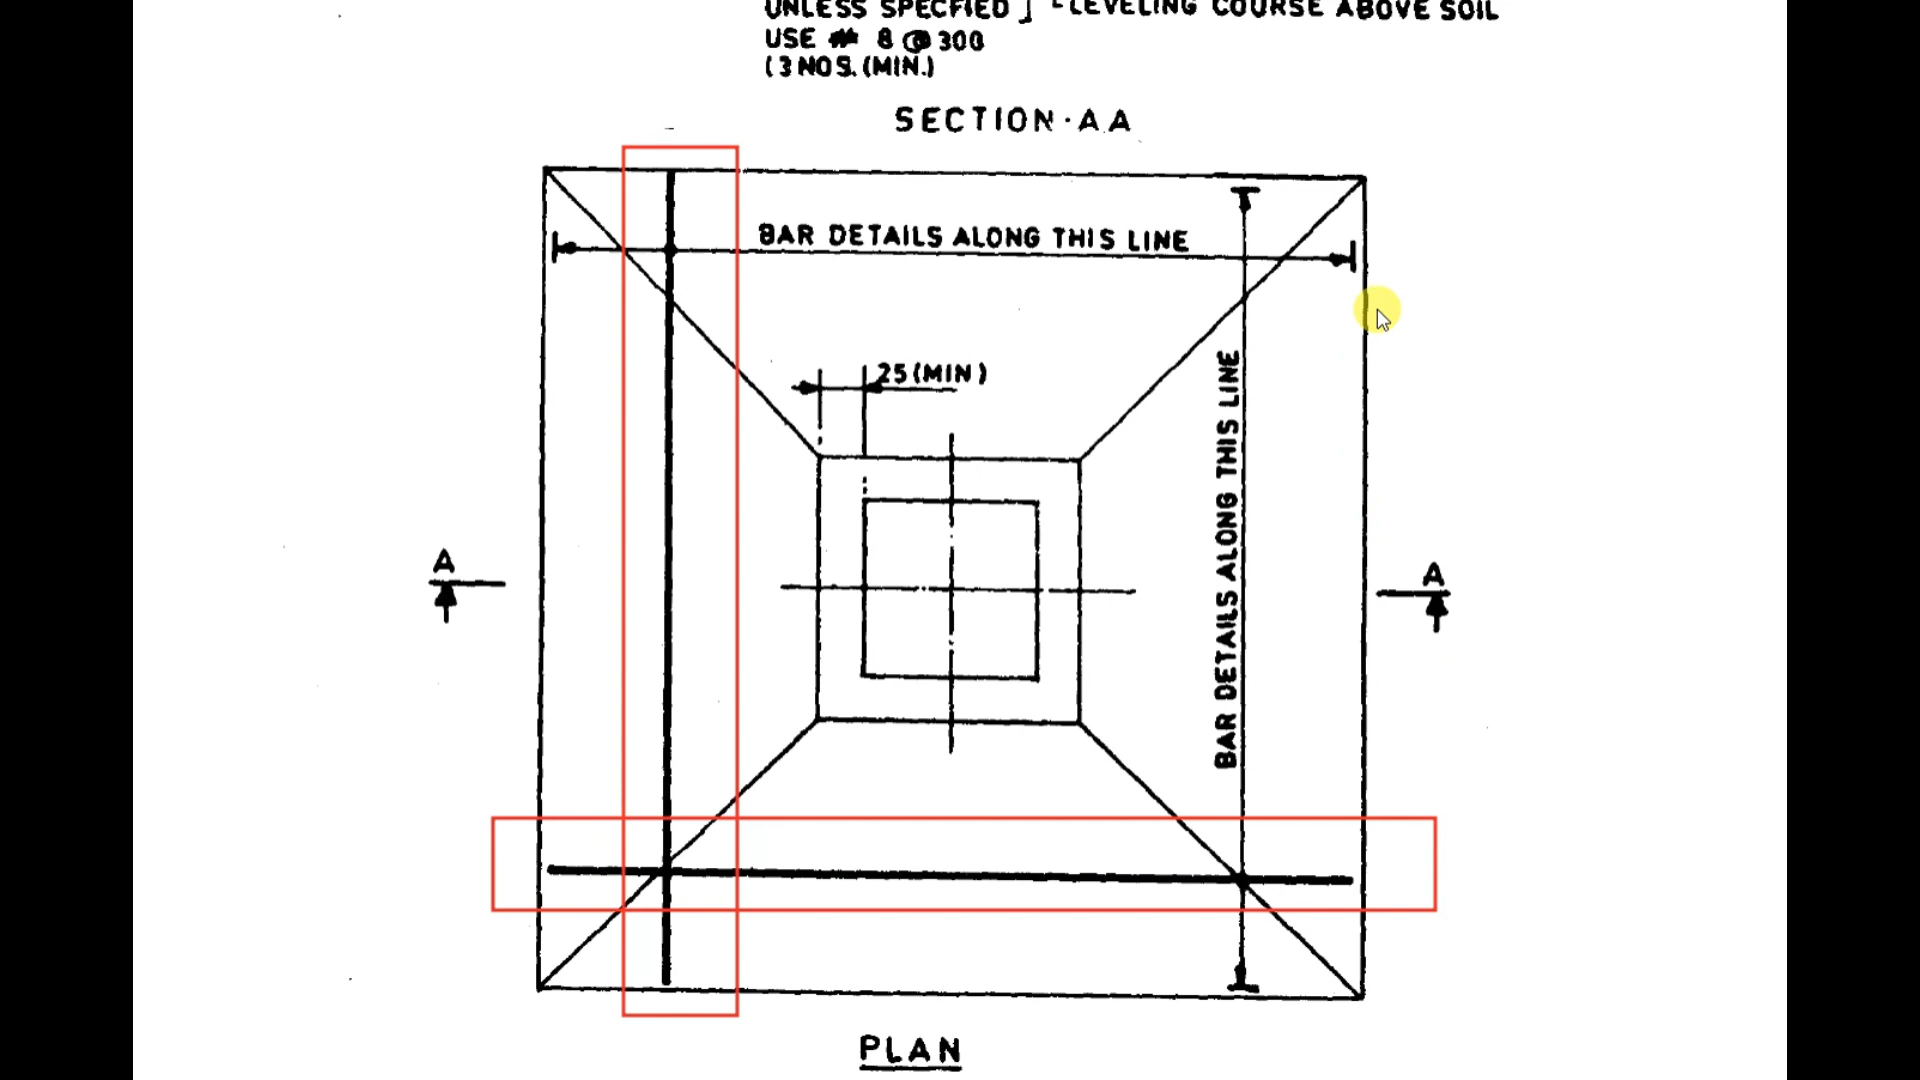 UNLESS SPECFIED ] LEVELING COURSE ABOVE SOIL
USE # 8 @ 300
(3 NOS. (MIN.)
SECTION·AA
BAR DETAILS ALONG THIS LINE
25 (MIN)
BAR DETAILS ALONG THIS LINE
A
A
PLAN